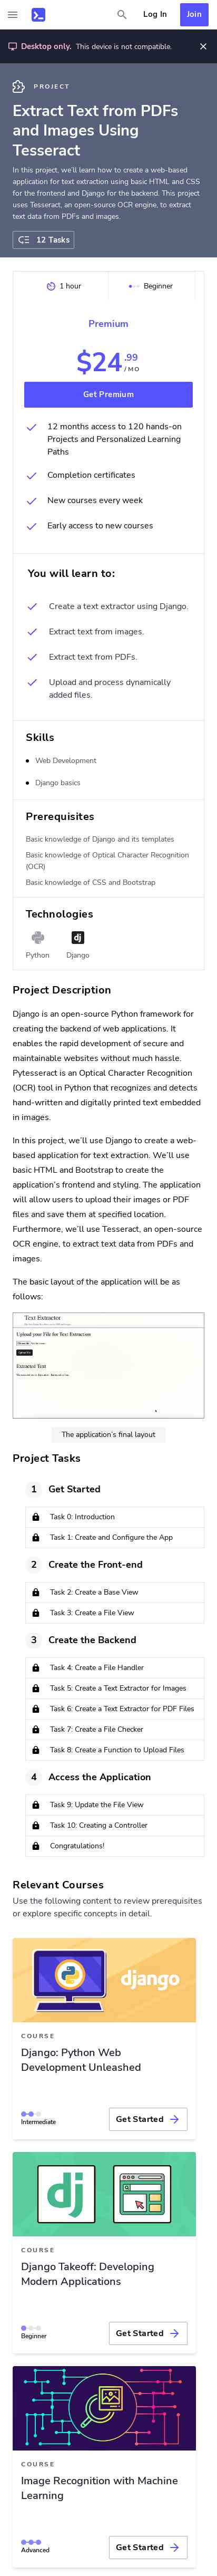 Log In
Join
Desktop only. This device is not compatible.
PROJECT
Extract Text from PDFs
and Images Using
Tesseract
In this project, we’ll learn how to create a web-based
application for text extraction using basic HTML and CSS
for the frontend and Django for the backend. This project
uses Tesseract, an open-source OCR engine, to extract
text data from PDFs and images.
12 Tasks
1 hour
Beginner
Premium
$24.99
/MO
Get Premium
12 months access to 120 hands-on
Projects and Personalized Learning
Paths
Completion certificates
New courses every week
Early access to new courses
You will learn to:
Create a text extractor using Django.
Extract text from images.
Extract text from PDFs.
Upload and process dynamically
added files.
Skills
Web Development
Django basics
Prerequisites
Basic knowledge of Django and its templates
Basic knowledge of Optical Character Recognition
(OCR)
Basic knowledge of CSS and Bootstrap
Technologies
dj
Python
Django
Project Description
Django is an open-source Python framework for
creating the backend of web applications. It
enables the rapid development of secure and
maintainable websites without much hassle.
Pytesseract is an Optical Character Recognition
(OCR) tool in Python that recognizes and detects
hand-written and digitally printed text embedded
in images.
In this project, we’ll use Django to create a web-
based application for text extraction. We’ll use
basic HTML and Bootstrap to create the
application’s frontend and styling. The application
will allow users to upload their images or PDF
files and save them at specified location.
Furthermore, we’ll use Tesseract, an open-source
OCR engine, to extract text data from PDFs and
images.
The basic layout of the application will be as
follows:
Text Extractor
Upload your File for Text Extraction
Extracted Text
The application’s final layout
Project Tasks
1 Get Started
Task 0: Introduction
Task 1: Create and Configure the App
2 Create the Front-end
Task 2: Create a Base View
Task 3: Create a File View
3 Create the Backend
Task 4: Create a File Handler
Task 5: Create a Text Extractor for Images
Task 6: Create a Text Extractor for PDF Files
Task 7: Create a File Checker
Task 8: Create a Function to Upload Files
4 Access the Application
Task 9: Update the File View
Task 10: Creating a Controller
Congratulations!
Relevant Courses
Use the following content to review prerequisites
or explore specific concepts in detail.
django
COURSE
Django: Python Web
Development Unleashed
Intermediate
Get Started
dj
COURSE
Django Takeoff: Developing
Modern Applications
Beginner
Get Started
COURSE
Image Recognition with Machine
Learning
Advanced
Get Started